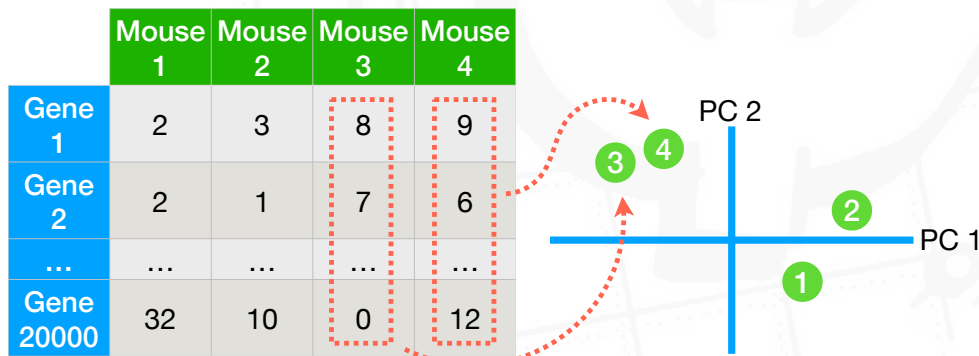 Mouse 1 Mouse 2 Mouse 3 Mouse 4
Gene 1 2 3 8 9
Gene 2 2 1 7 6
... ... ... ... ...
Gene 20000 32 10 0 12
PC 2
4
3
2
PC 1
1